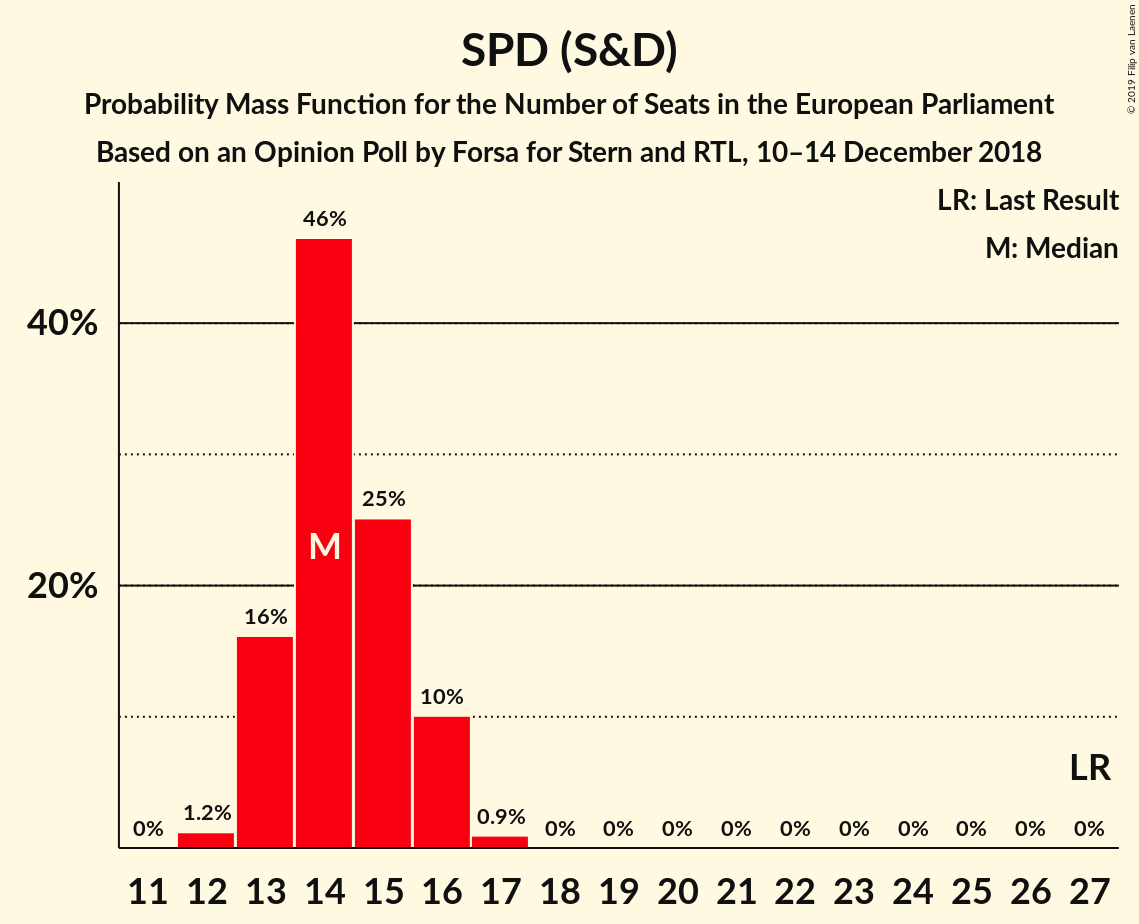 SPD (S&D)
Probability Mass Function for the Number of Seats in the European Parliament
Based on an Opinion Poll by Forsa for Stern and RTL, 10–14 December 2018
© 2019 Filip van Laenen
LR: Last Result
M: Median
46%
40%
25%
M
20%
16%
10%
LR
0% 1.2% 0.9% 0% 0% 0% 0% 0% 0% 0% 0% 0% 0%
11 12 13 14 15 16 17 18 19 20 21 22 23 24 25 26 27